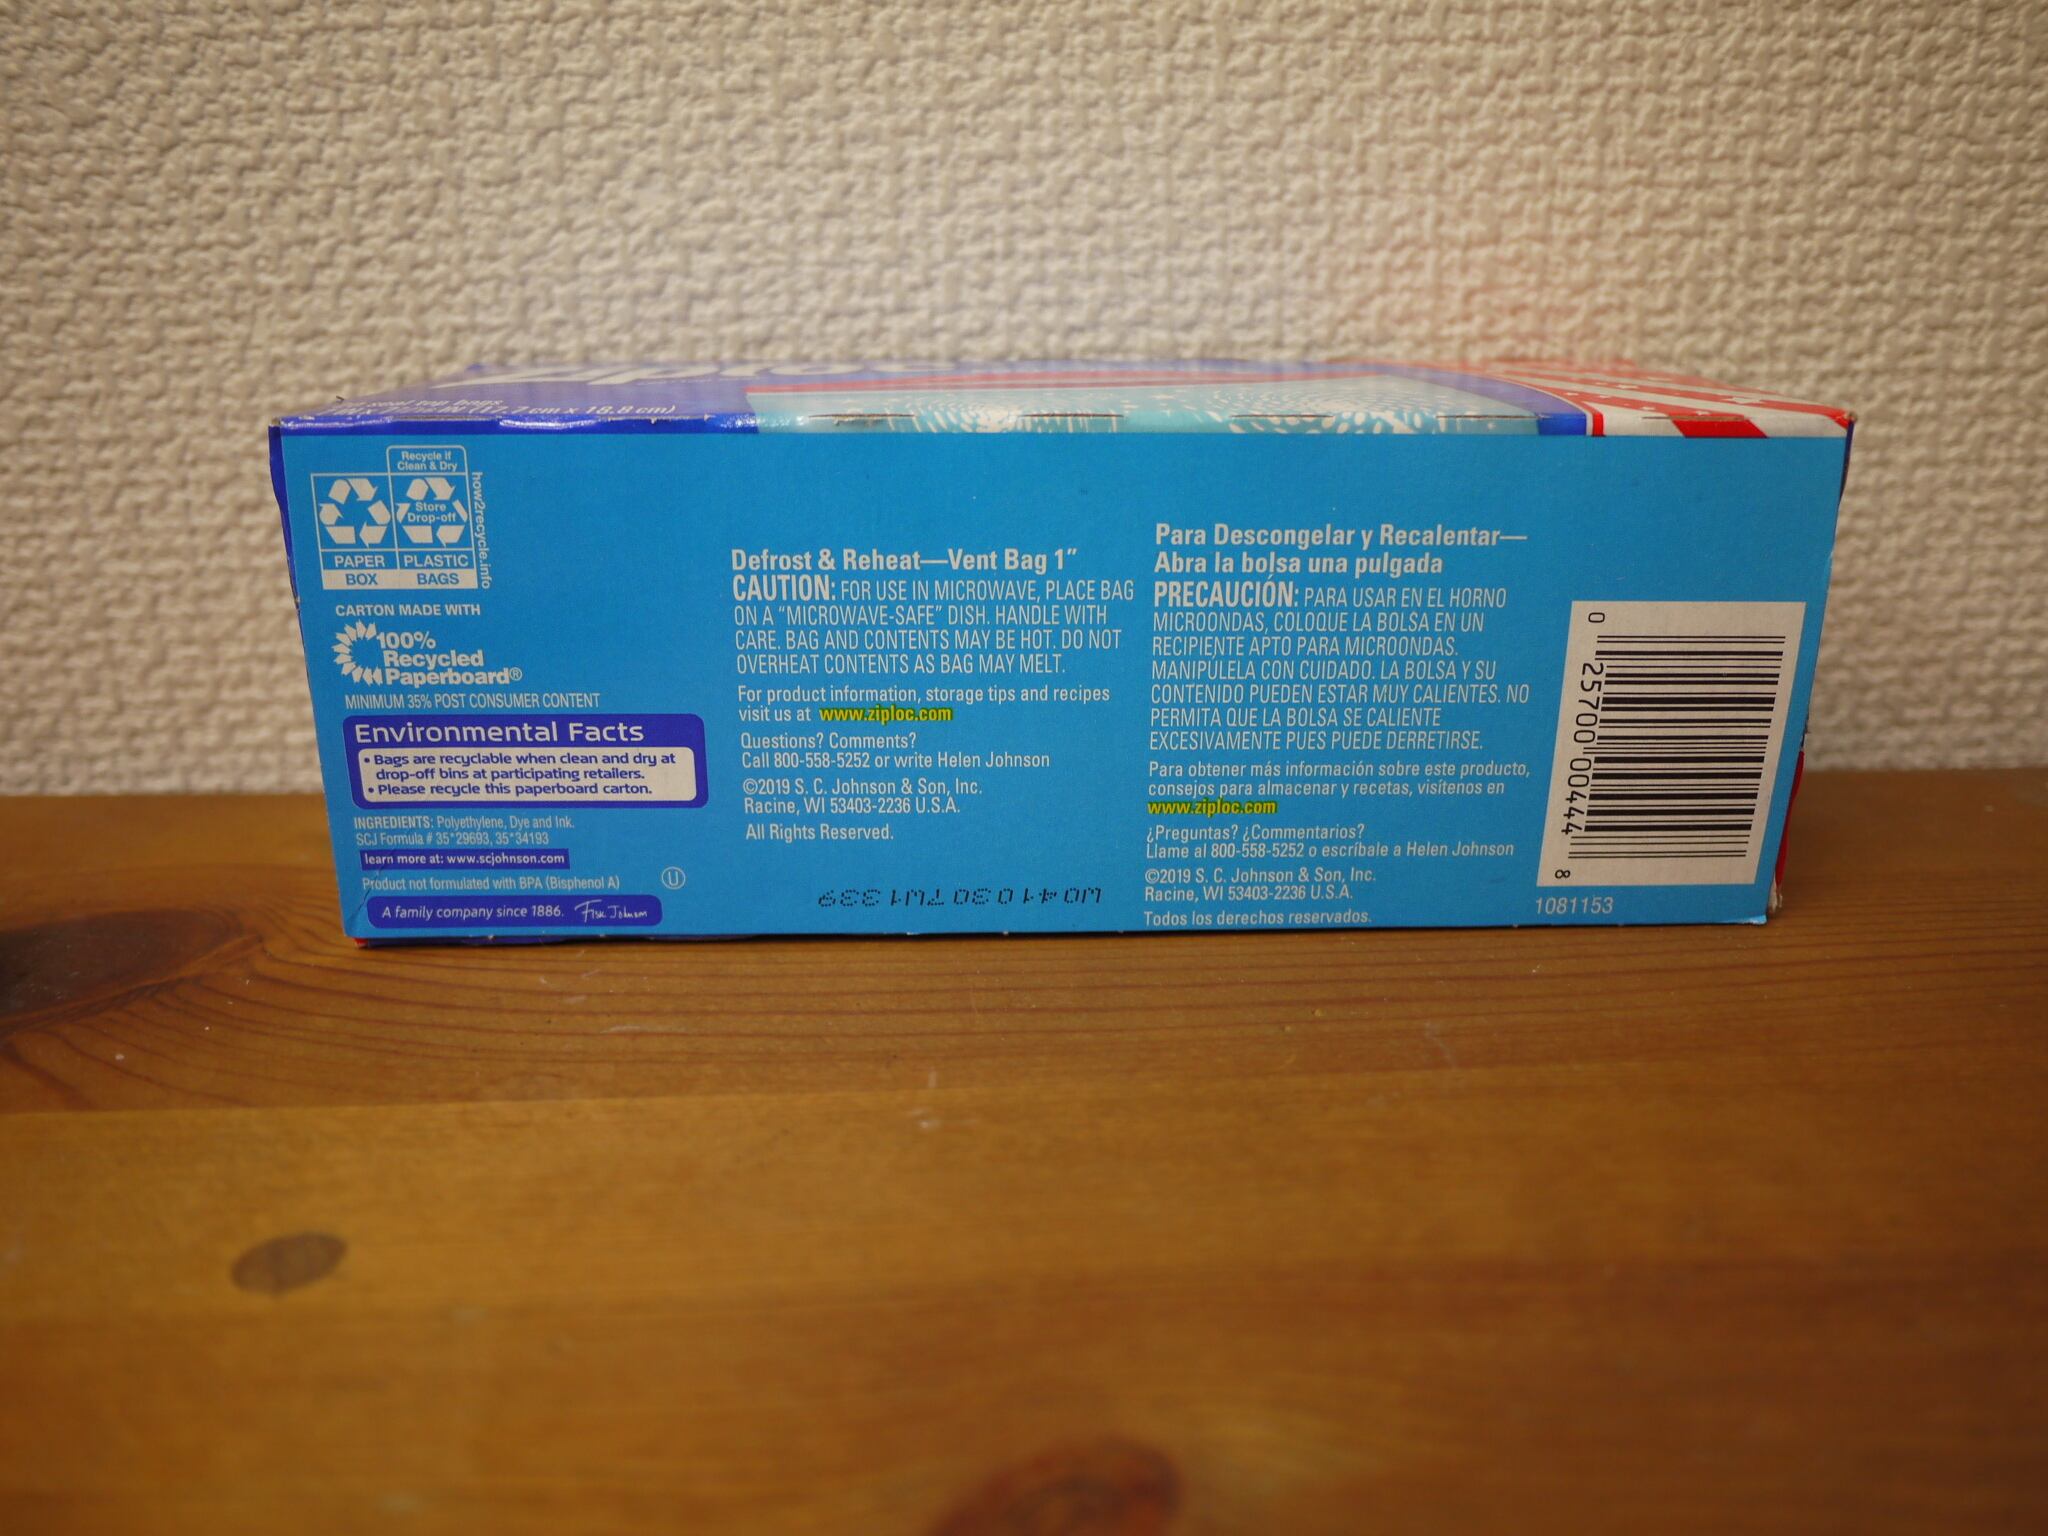 (17.7 cm x 18.8 cm)
Recycle if
Clean & Dry
Store
Drop-off
PAPER
PLASTIC
BOX
BAGS
how2recycle.info
CARTON MADE WITH
100%
Recycled
Paperboard®
MINIMUM 35% POST CONSUMER CONTENT
Environmental Facts
• Bags are recyclable when clean and dry at
drop-off bins at participating retailers.
• Please recycle this paperboard carton.
INGREDIENTS: Polyethylene, Dye and Ink.
SCJ Formula # 35*29693, 35*34193
learn more at: www.scjohnson.com
Product not formulated with BPA (Bisphenol A)
U
A family company since 1886. Fisk Johnson
Defrost & Reheat—Vent Bag 1"
CAUTION: FOR USE IN MICROWAVE, PLACE BAG
ON A "MICROWAVE-SAFE" DISH. HANDLE WITH
CARE. BAG AND CONTENTS MAY BE HOT. DO NOT
OVERHEAT CONTENTS AS BAG MAY MELT.
For product information, storage tips and recipes
visit us at www.ziploc.com
Questions? Comments?
Call 800-558-5252 or write Helen Johnson
©2019 S. C. Johnson & Son, Inc.
Racine, WI 53403-2236 U.S.A.
All Rights Reserved.
Para Descongelar y Recalentar—
Abra la bolsa una pulgada
PRECAUCIÓN: PARA USAR EN EL HORNO
MICROONDAS, COLOQUE LA BOLSA EN UN
RECIPIENTE APTO PARA MICROONDAS.
MANIPÚLELA CON CUIDADO. LA BOLSA Y SU
CONTENIDO PUEDEN ESTAR MUY CALIENTES. NO
PERMITA QUE LA BOLSA SE CALIENTE
EXCESIVAMENTE PUES PUEDE DERRETIRSE.
Para obtener más información sobre este producto,
consejos para almacenar y recetas, visítenos en
www.ziploc.com
¿Preguntas? ¿Commentarios?
Llame al 800-558-5252 o escríbale a Helen Johnson
©2019 S. C. Johnson & Son, Inc.
Racine, WI 53403-2236 U.S.A.
Todos los derechos reservados.
0 25700 00444 8
1081153